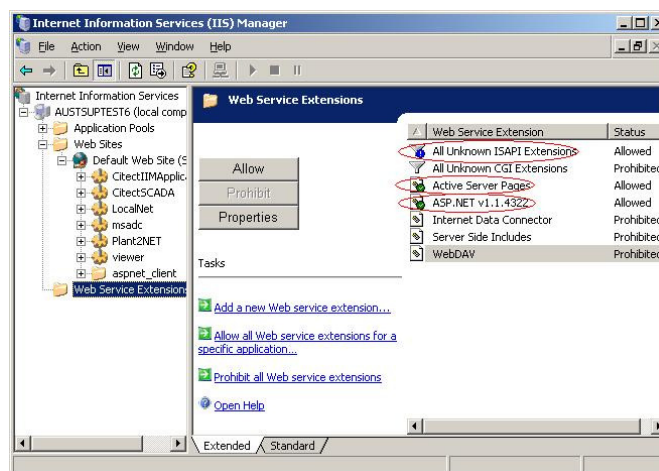 Internet Information Services (IIS) Manager
File Action View Window Help
Internet Information Services
AUSTSUPTEST6 (local comp
Application Pools
Web Sites
Default Web Site (S
CitectIIMApplic
CitectSCADA
LocalNet
msadc
Plant2NET
viewer
aspnet_client
Web Service Extension
Web Service Extensions
Allow
Prohibit
Properties
Tasks
Add a new Web service extension...
Allow all Web service extensions for a
specific application...
Prohibit all Web service extensions
Open Help
Web Service Extension Status
All Unknown ISAPI Extensions Allowed
All Unknown CGI Extensions Prohibited
Active Server Pages Allowed
ASP.NET v1.1.4322 Allowed
Internet Data Connector Prohibited
Server Side Includes Prohibited
WebDAV Prohibited
Extended Standard